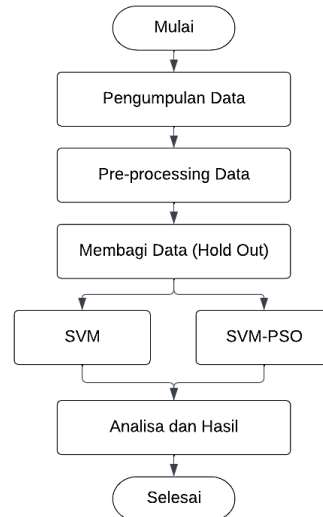 Mulai
Pengumpulan Data
Pre-processing Data
Membagi Data (Hold Out)
SVM
SVM-PSO
Analisa dan Hasil
Selesai